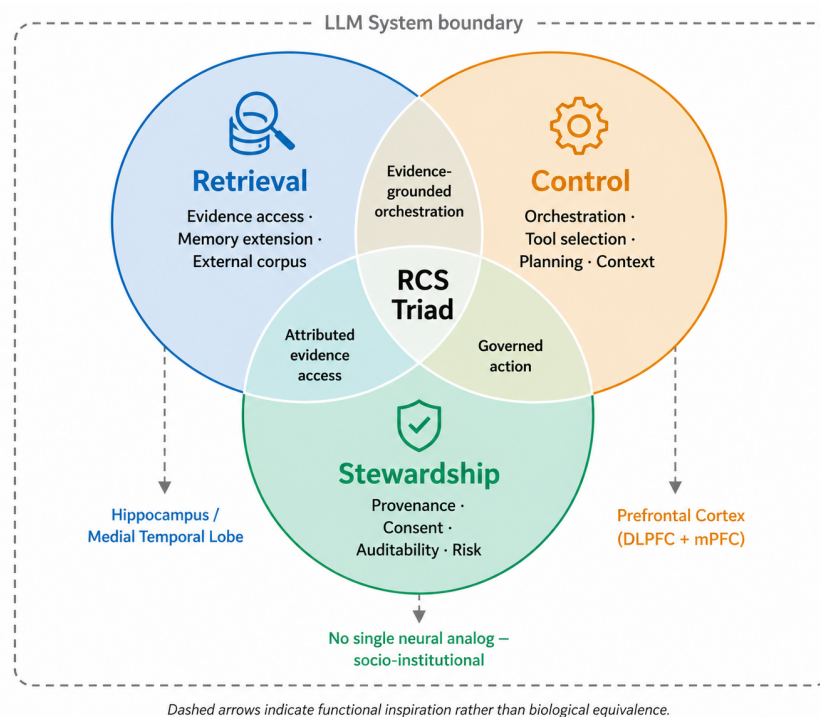 LLM System boundary
Retrieval
Evidence access ·
Memory extension ·
External corpus
Evidence-
grounded
orchestration
Control
Orchestration ·
Tool selection ·
Planning · Context
RCS
Triad
Attributed
evidence
access
Governed
action
Stewardship
Provenance ·
Consent ·
Auditability · Risk
Hippocampus /
Medial Temporal Lobe
Prefrontal Cortex
(DLPFC + mPFC)
No single neural analog –
socio-institutional
Dashed arrows indicate functional inspiration rather than biological equivalence.